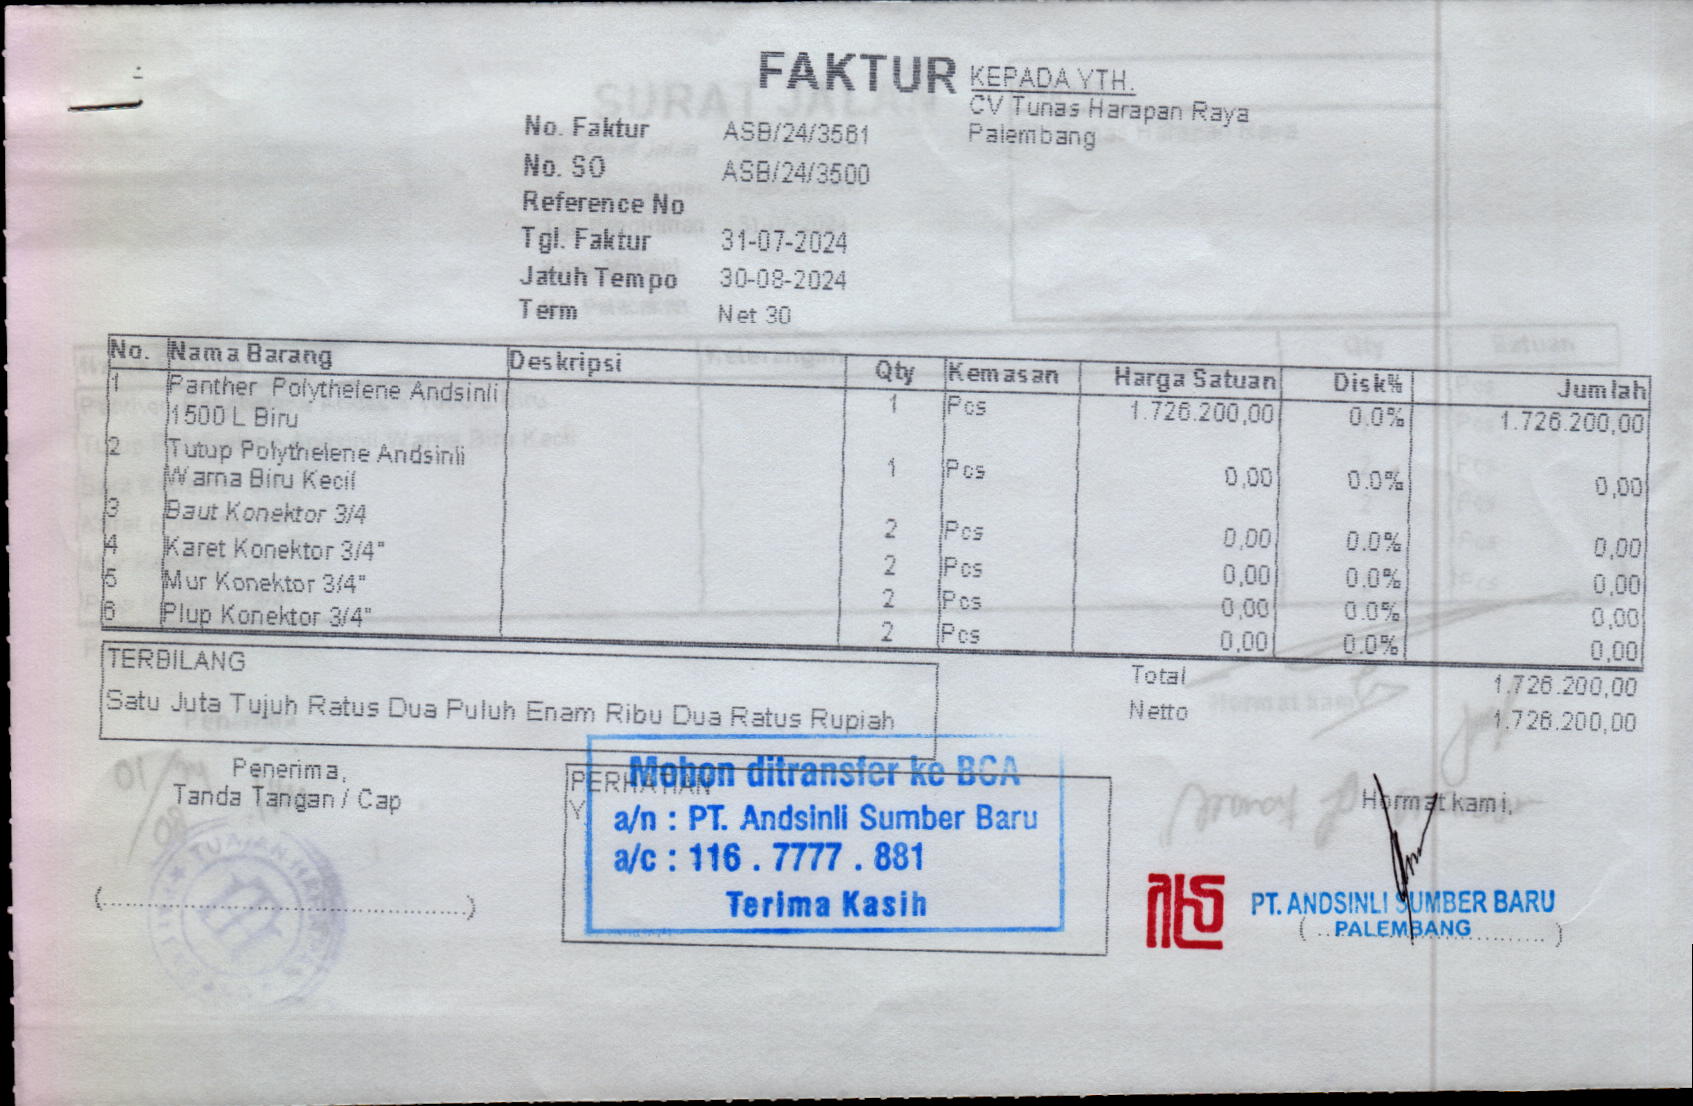 FAKTUR
KEPADA YTH.
CV Tunas Harapan Raya
Palembang
No. Faktur ASB/24/3561
No. SO ASB/24/3500
Reference No
Tgl. Faktur 31-07-2024
Jatuh Tempo 30-08-2024
Term Net 30
No. Nama Barang Deskripsi Qty Kemasan Harga Satuan Disk% Jumlah
1 Panther Polythelene Andsinli 1 Pcs 1.726.200,00 0.0% 1.726.200,00
1500 L Biru
2 Tutup Polythelene Andsinli 1 Pcs 0,00 0.0% 0,00
Warna Biru Kecil
3 Baut Konektor 3/4 2 Pcs 0,00 0.0% 0,00
4 Karet Konektor 3/4" 2 Pcs 0,00 0.0% 0,00
5 Mur Konektor 3/4" 2 Pcs 0,00 0.0% 0,00
6 Plup Konektor 3/4" 2 Pcs 0,00 0.0% 0,00
TERBILANG
Satu Juta Tujuh Ratus Dua Puluh Enam Ribu Dua Ratus Rupiah
Total 1.726.200,00
Netto 1.726.200,00
Penerima,
Tanda Tangan / Cap
(........................................)
PERHATIAN
Mohon ditransfer ke BCA
a/n : PT. Andsinli Sumber Baru
a/c : 116 . 7777 . 881
Terima Kasih
Hormat kami,
PT. ANDSINLI SUMBER BARU
PALEMBANG